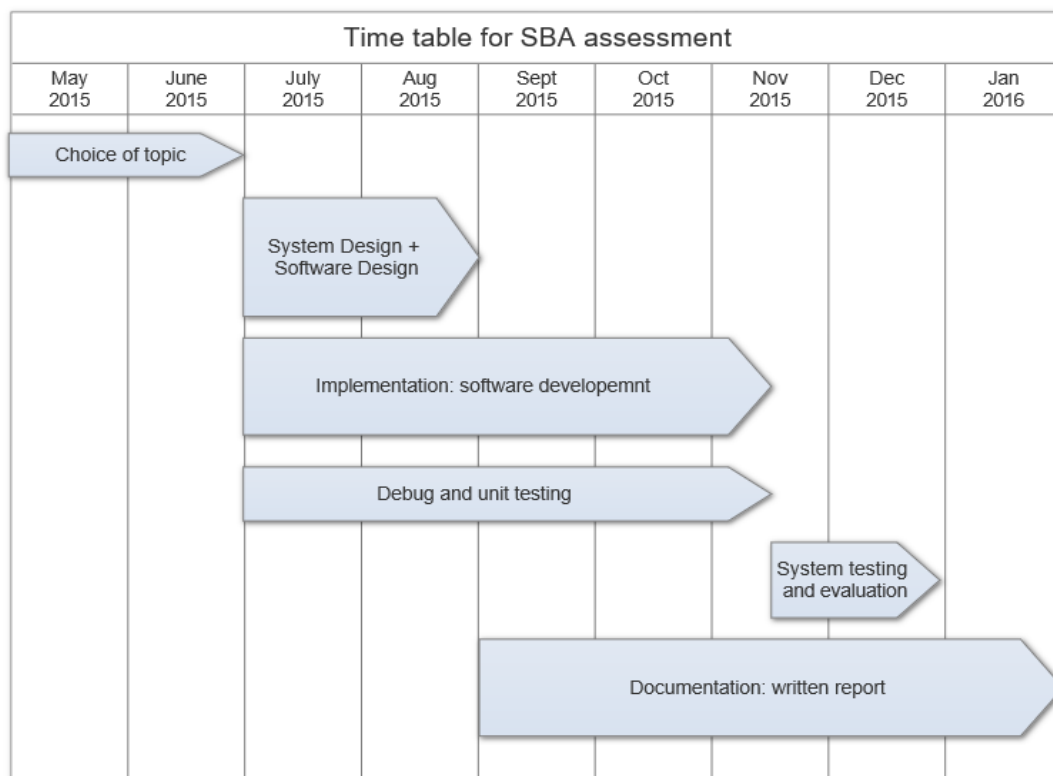 Time table for SBA assessment
May June July Aug Sept Oct Nov Dec Jan
2015 2015 2015 2015 2015 2015 2015 2015 2016
Choice of topic
System Design +
Software Design
Implementation: software developemnt
Debug and unit testing
System testing
and evaluation
Documentation: written report